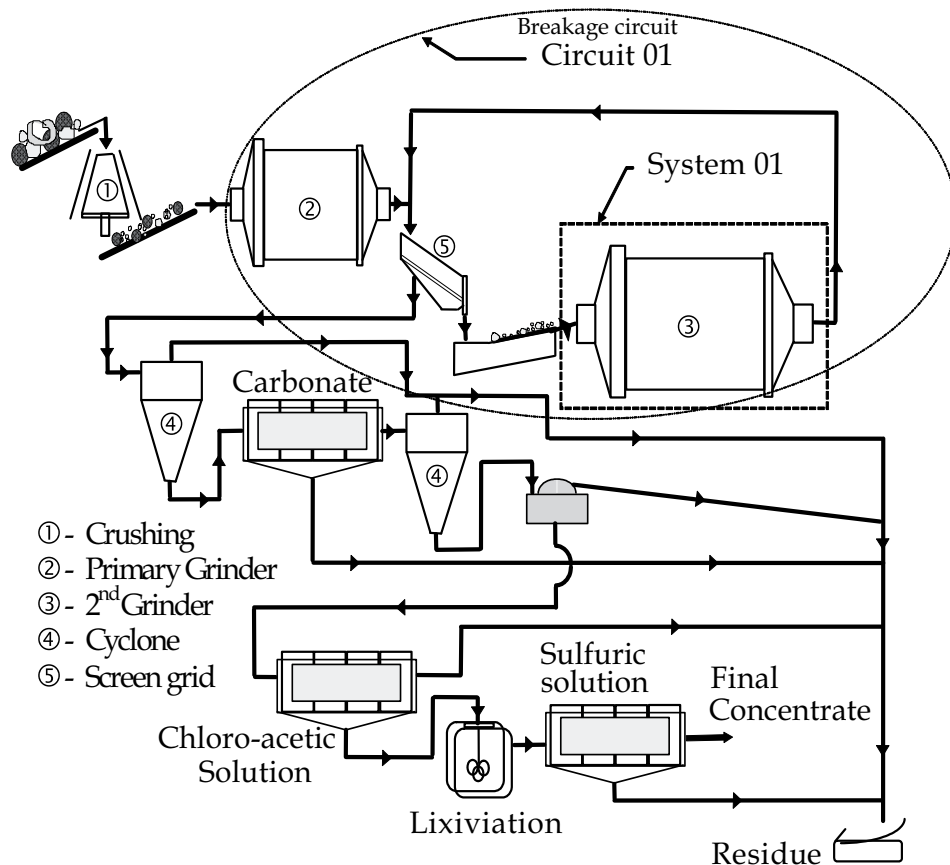 Breakage circuit
Circuit 01
System 01
①
②
⑤
③
Carbonate
④
④
①- Crushing
②- Primary Grinder
③- 2nd Grinder
④- Cyclone
⑤- Screen grid
Sulfuric
solution
Final
Concentrate
Chloro-acetic
Solution
Lixiviation
Residue